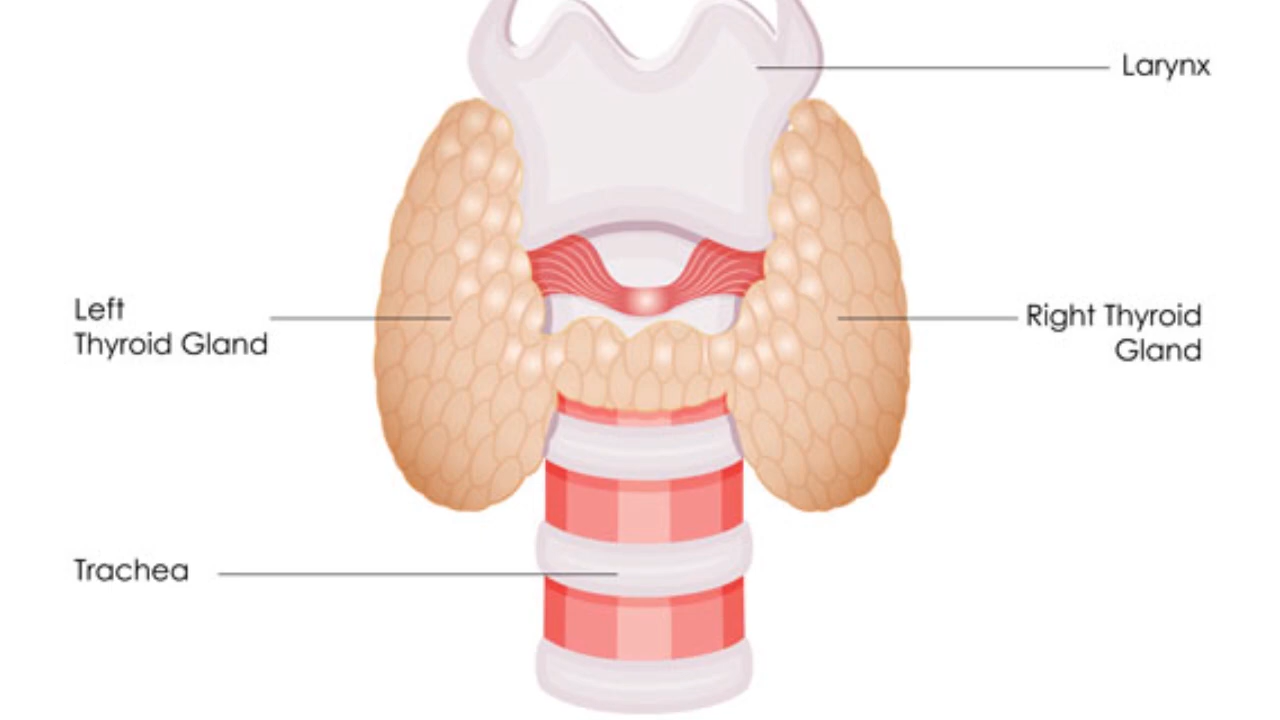 Larynx
Left
Thyroid Gland
Right Thyroid
Gland
Trachea